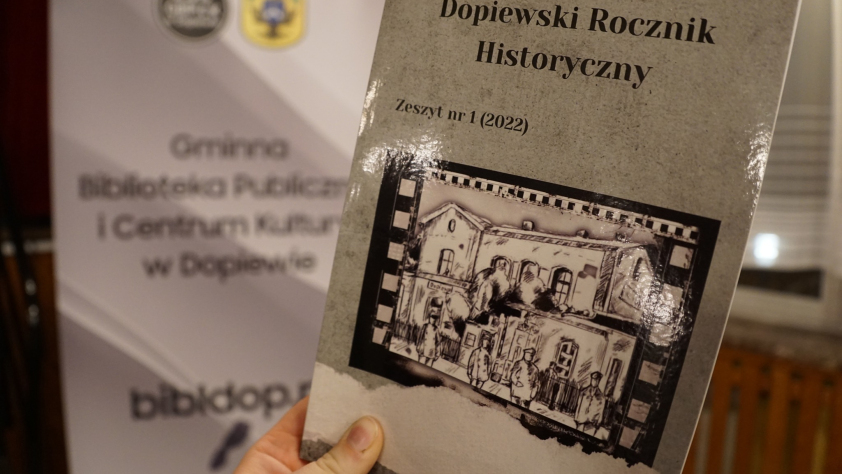 Dopiewski Rocznik
Historyczny
Zeszyt nr 1 (2022)
Gminna
Biblioteka Publiczn
i Centrum Kultur
w Dopiewie
bibldop.